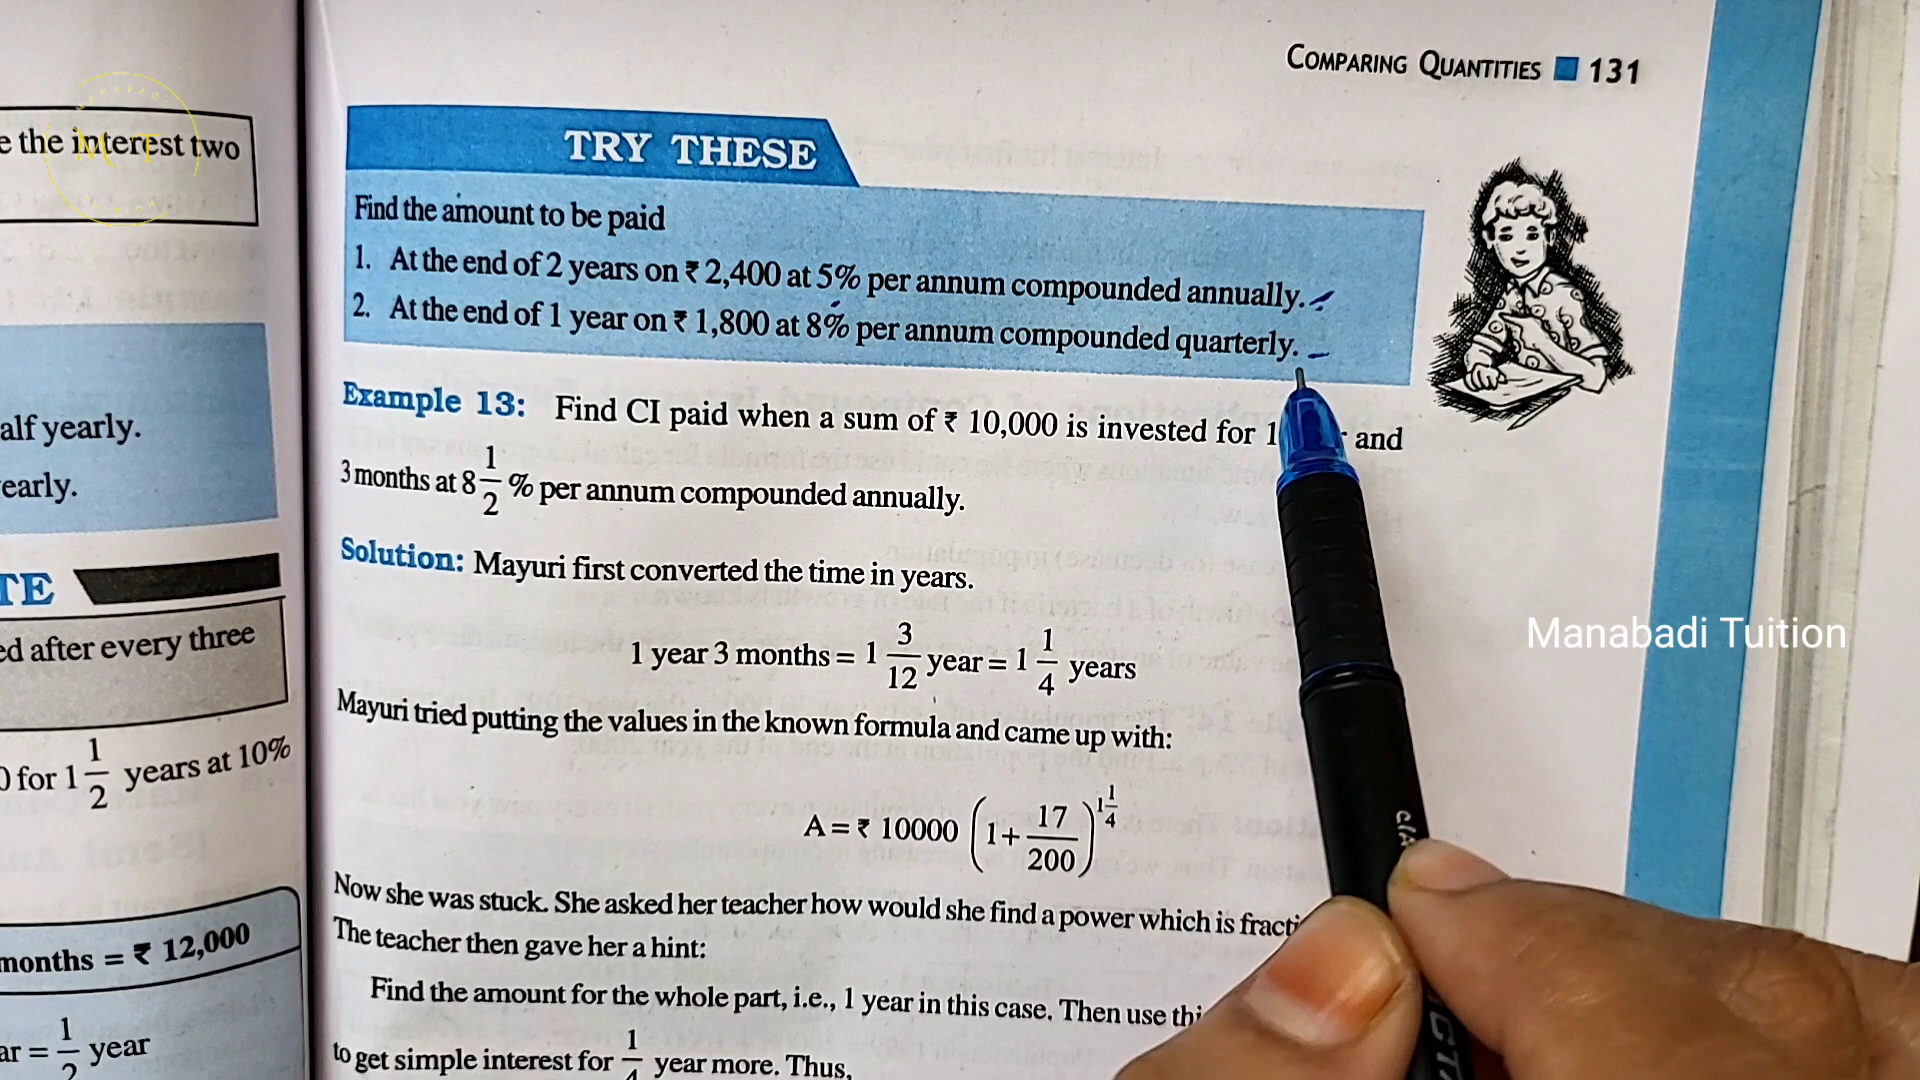 COMPARING QUANTITIES 131
e the interest two
alf yearly.
early.
TE
ed after every three
0 for 1 1/2 years at 10%
months = ₹ 12,000
ar = 1/2 year
TRY THESE
Find the amount to be paid
1. At the end of 2 years on ₹ 2,400 at 5% per annum compounded annually.
2. At the end of 1 year on ₹ 1,800 at 8% per annum compounded quarterly.
Example 13: Find CI paid when a sum of ₹ 10,000 is invested for 1 and
3 months at 8 1/2 % per annum compounded annually.
Solution: Mayuri first converted the time in years.
1 year 3 months = 1 3/12 year = 1 1/4 years
Mayuri tried putting the values in the known formula and came up with:
A = ₹ 10000 (1 + 17/200)^1 1/4
Now she was stuck. She asked her teacher how would she find a power which is fracti
The teacher then gave her a hint:
Find the amount for the whole part, i.e., 1 year in this case. Then use thi
to get simple interest for 1/4 year more. Thus,
Manabadi Tuition